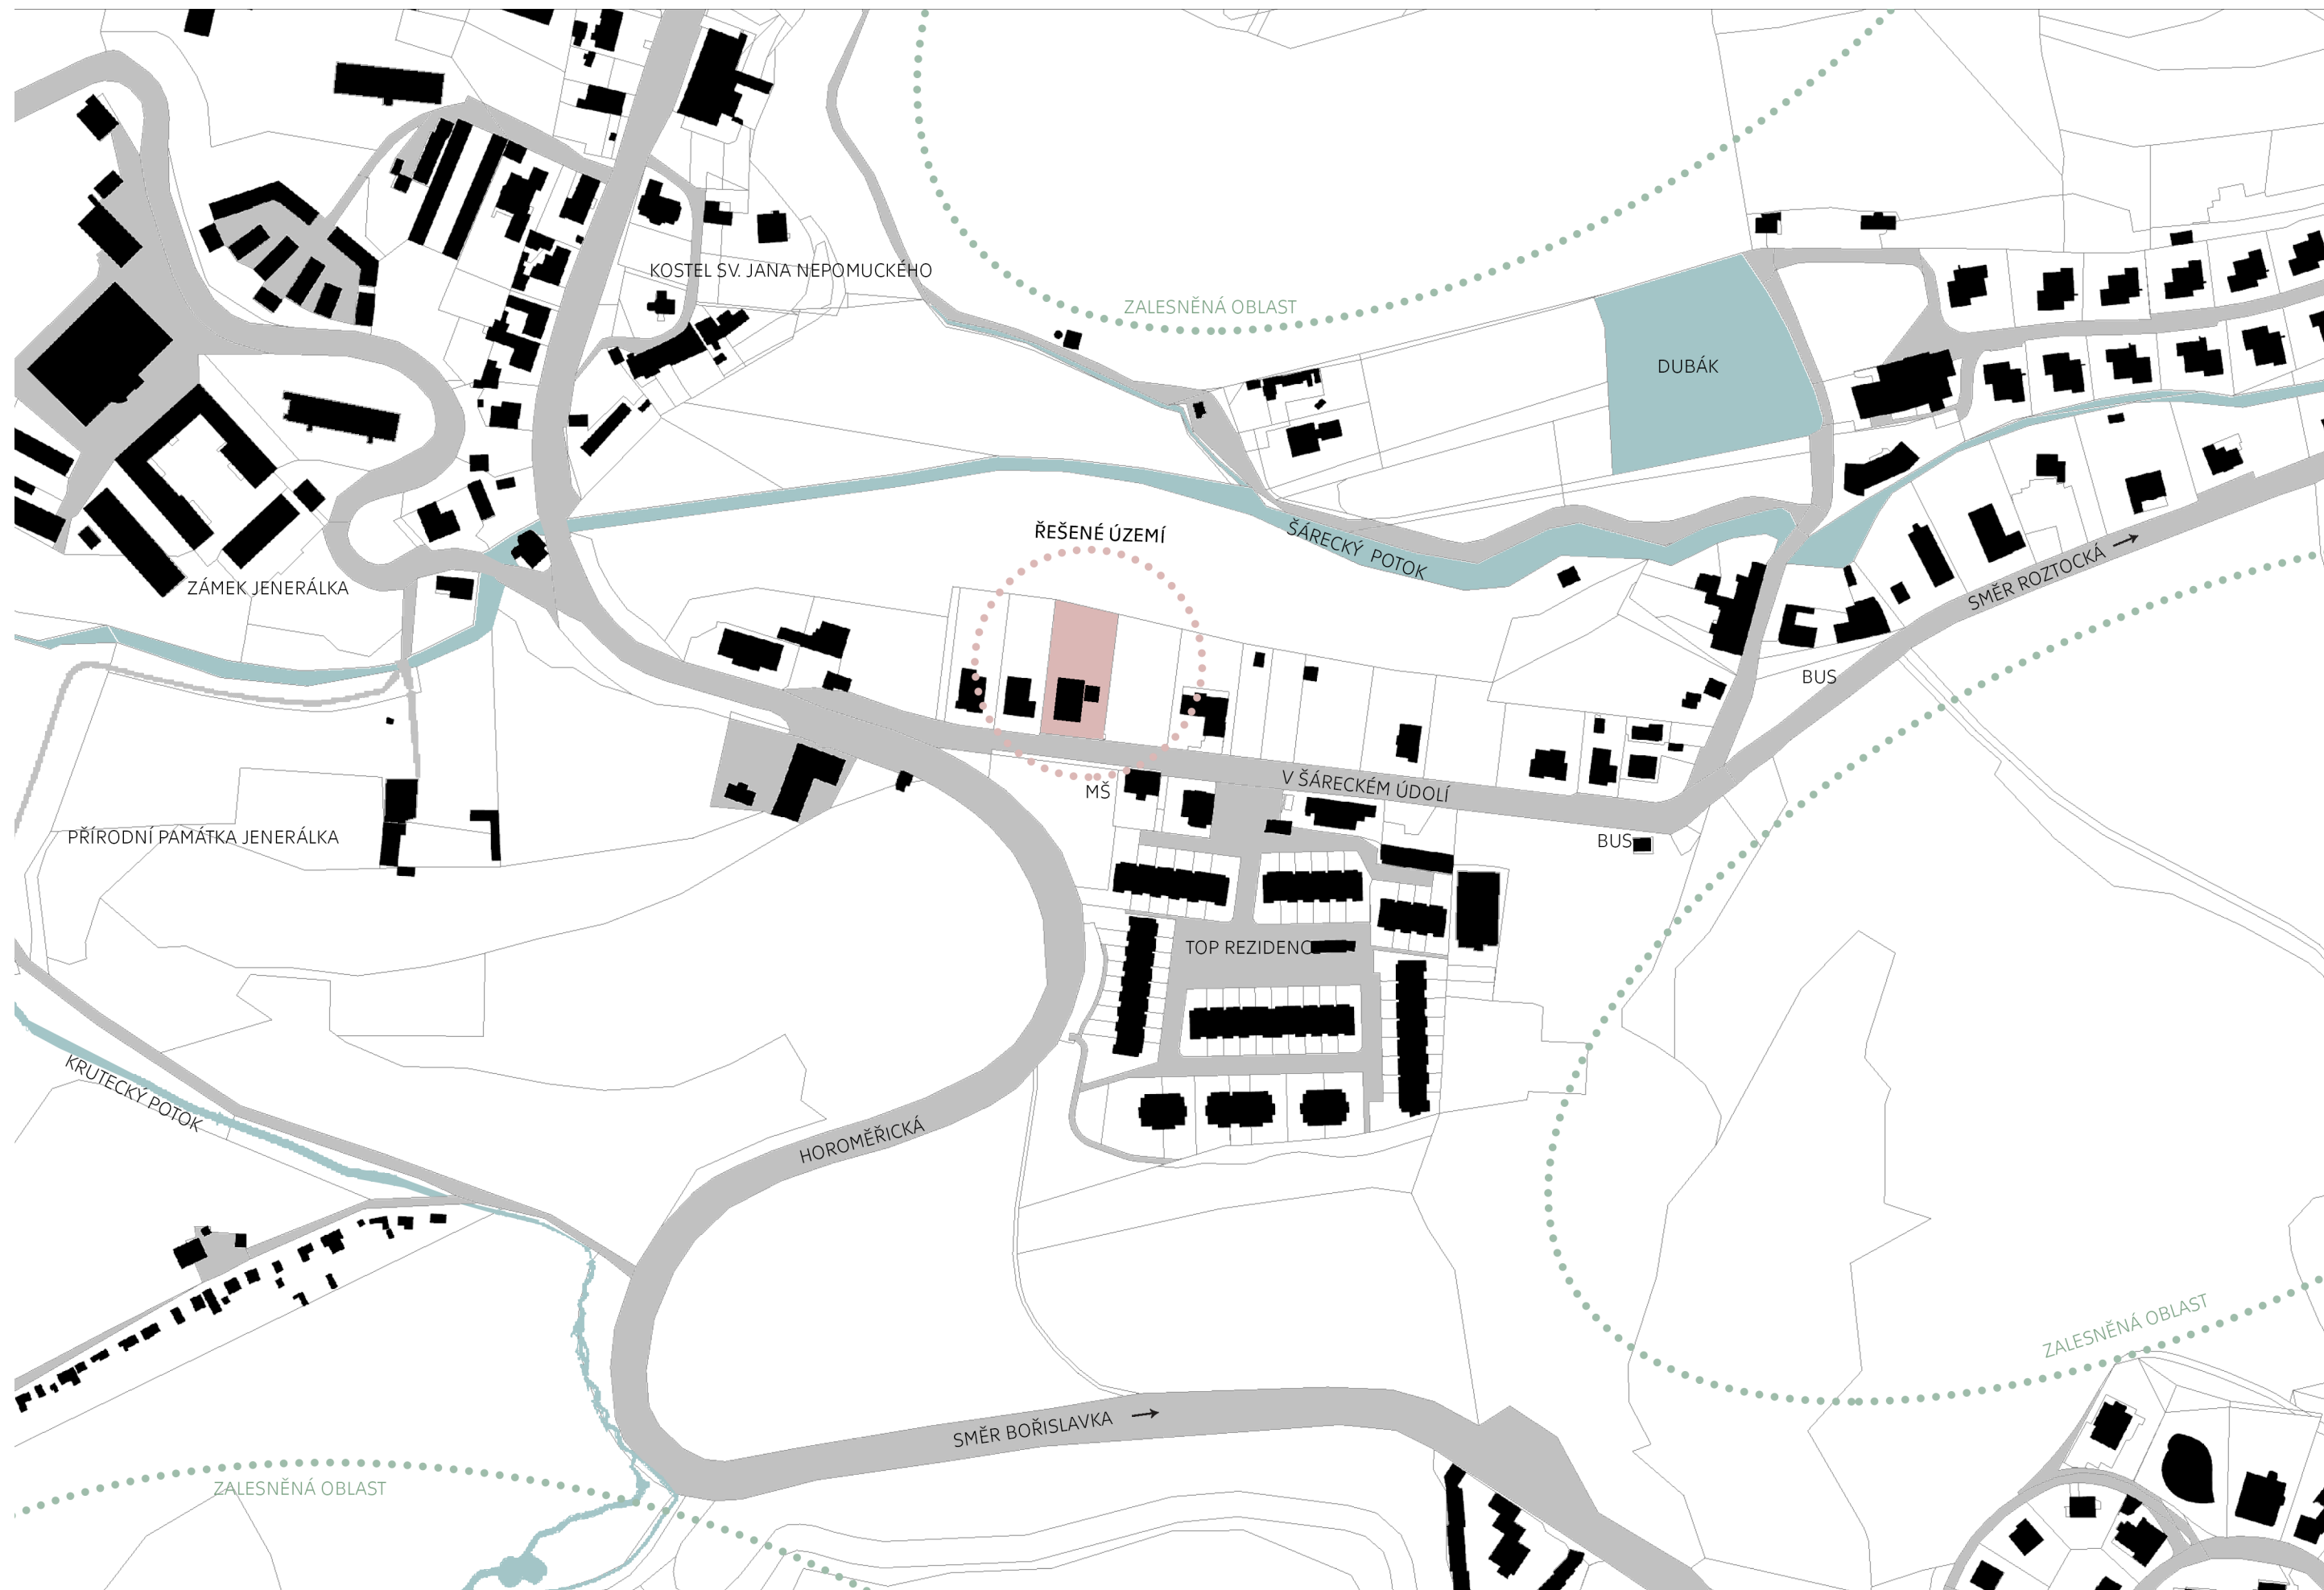 KOSTEL SV. JANA NEPOMUCKÉHO
ZALESNĚNÁ OBLAST
DUBÁK
ŘEŠENÉ ÚZEMÍ
ŠÁRECKÝ POTOK
SMĚR ROZTOCKÁ →
ZÁMEK JENERÁLKA
BUS
V ŠÁRECKÉM ÚDOLÍ
MŠ
PŘÍRODNÍ PAMÁTKA JENERÁLKA
BUS
TOP REZIDENC
KRUTECKÝ POTOK
HOROMĚŘICKÁ
ZALESNĚNÁ OBLAST
SMĚR BOŘISLAVKA →
ZALESNĚNÁ OBLAST